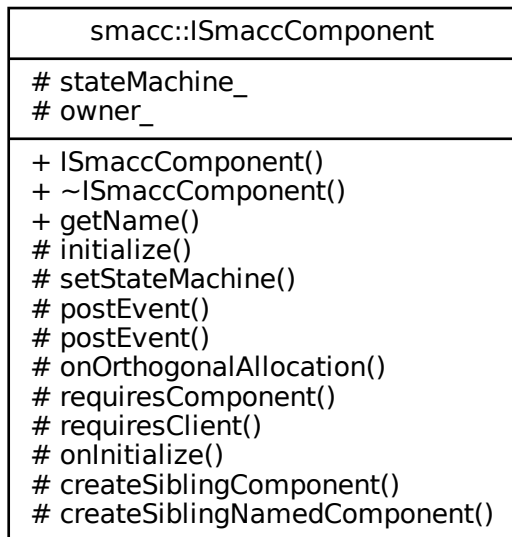 smacc::ISmaccComponent
# stateMachine_
# owner_
+ ISmaccComponent()
+ ~ISmaccComponent()
+ getName()
# initialize()
# setStateMachine()
# postEvent()
# postEvent()
# onOrthogonalAllocation()
# requiresComponent()
# requiresClient()
# onInitialize()
# createSiblingComponent()
# createSiblingNamedComponent()